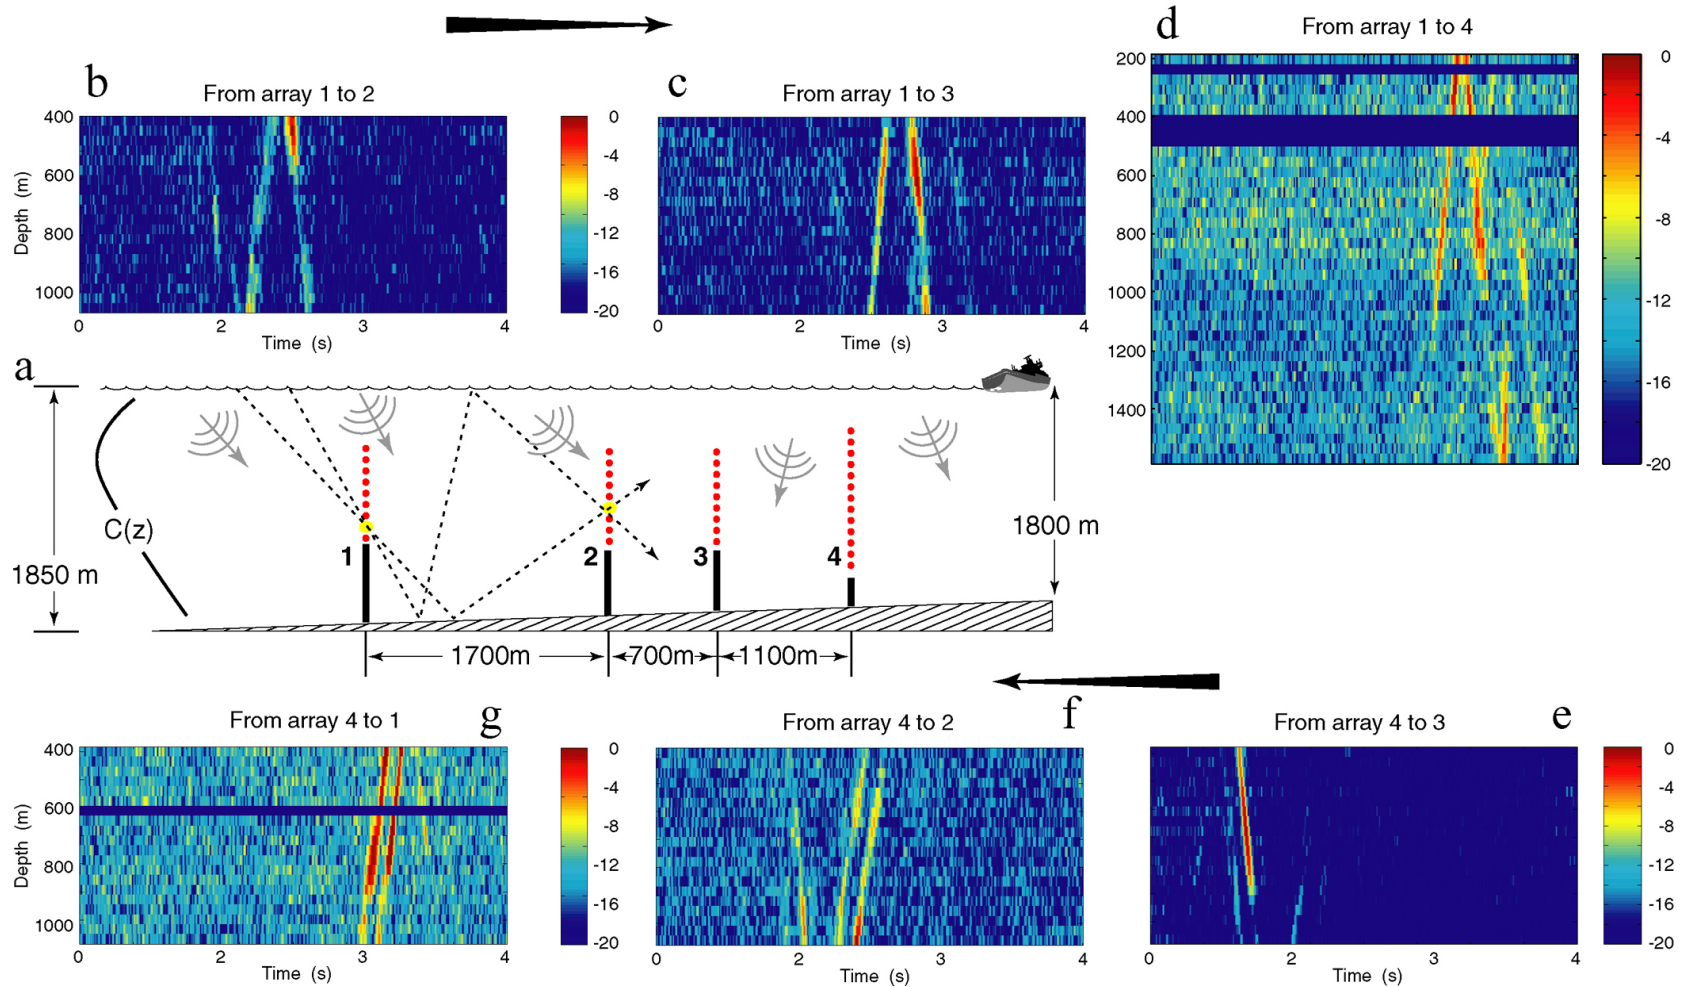 d
From array 1 to 4
b
From array 1 to 2
c
From array 1 to 3
200
400
600
800
1000
1200
1400
0
-4
-8
-12
-16
-20
Depth (m)
400
600
800
1000
0 2 3 4
Time (s)
0
-4
-8
-12
-16
-20
400
600
800
1000
0 2 3 4
Time (s)
a
1850 m
C(z)
1
2
3
4
1800 m
1700m
700m
1100m
From array 4 to 1
g
From array 4 to 2
f
From array 4 to 3
e
Depth (m)
400
600
800
1000
0 2 3 4
Time (s)
0
-4
-8
-12
-16
-20
0 2 3 4
Time (s)
0 2 3 4
Time (s)
0
-4
-8
-12
-16
-20